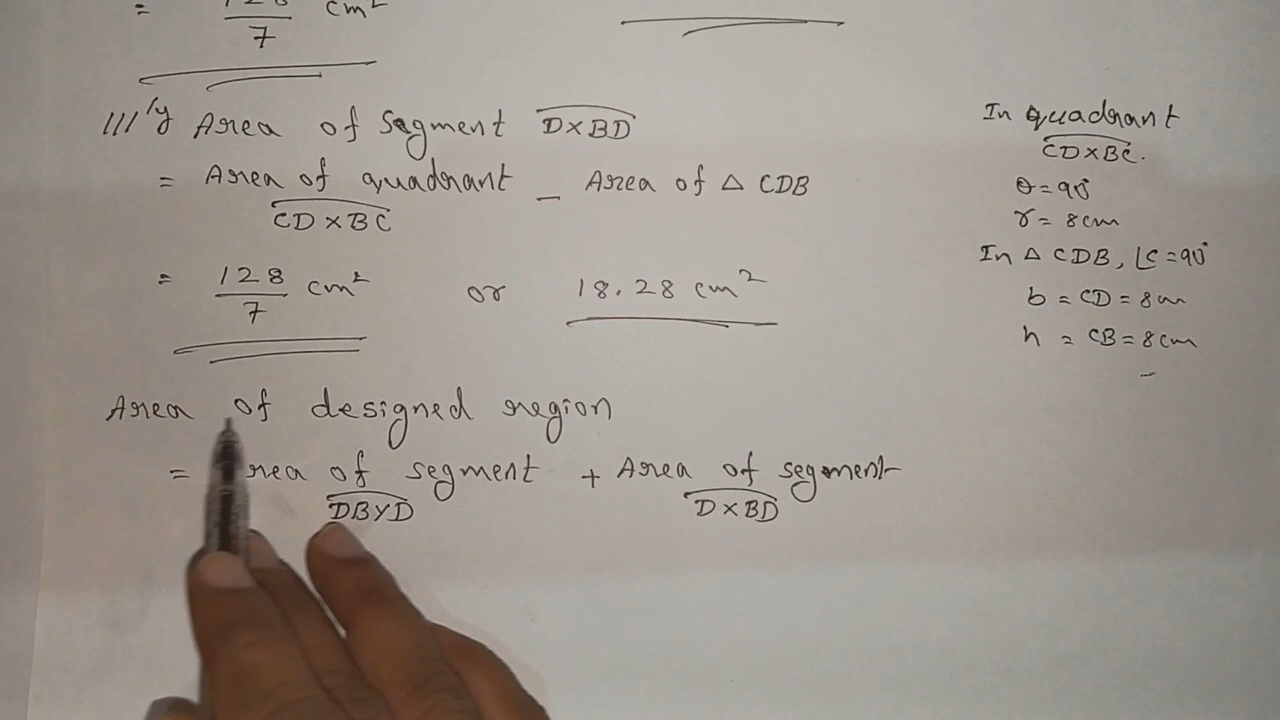 = 128/7 cm²
lll'ly Area of Segment DXBD
= Area of quadrant CDXBC - Area of △ CDB
= 128/7 cm² or 18.28 cm²
Area of designed region
= Area of segment DBYD + Area of segment DXBD
In quadrant
CDXBC.
θ = 90°
r = 8cm
In △ CDB, ∠C = 90°
b = CD = 8cm
h = CB = 8cm